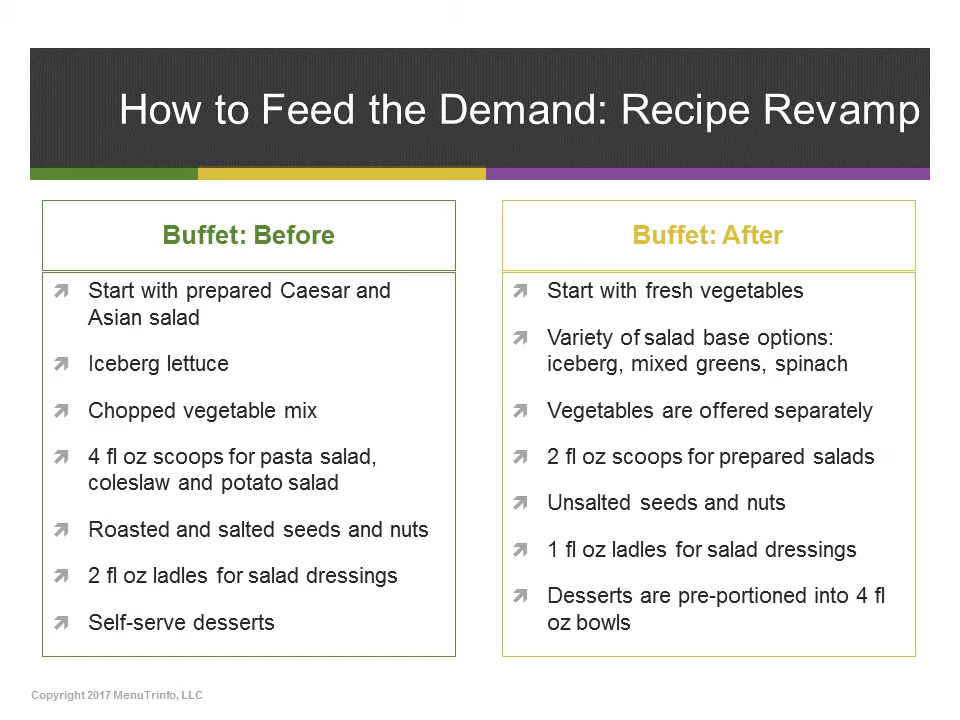 How to Feed the Demand: Recipe Revamp
Buffet: Before
Start with prepared Caesar and
Asian salad
Iceberg lettuce
Chopped vegetable mix
4 fl oz scoops for pasta salad,
coleslaw and potato salad
Roasted and salted seeds and nuts
2 fl oz ladles for salad dressings
Self-serve desserts
Buffet: After
Start with fresh vegetables
Variety of salad base options:
iceberg, mixed greens, spinach
Vegetables are offered separately
2 fl oz scoops for prepared salads
Unsalted seeds and nuts
1 fl oz ladles for salad dressings
Desserts are pre-portioned into 4 fl
oz bowls
Copyright 2017 MenuTrinfo, LLC